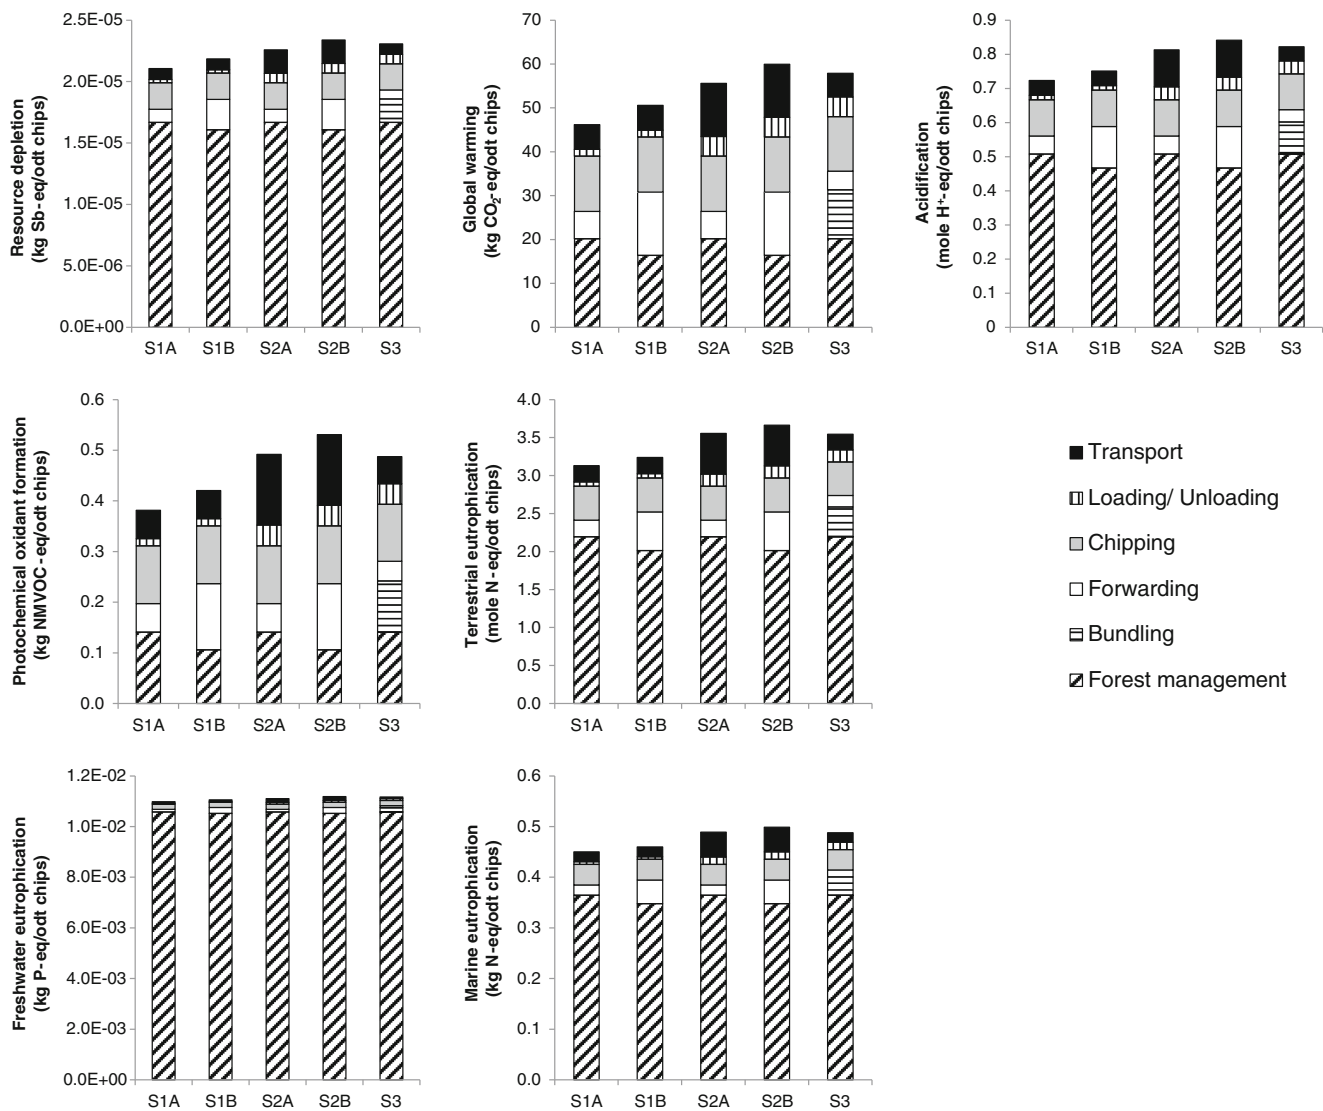 Resource depletion
(kg Sb-eq/odt chips)
2.5E-05
2.0E-05
1.5E-05
1.0E-05
5.0E-06
0.0E+00
S1A S1B S2A S2B S3
Global warming
(kg CO₂-eq/odt chips)
70
60
50
40
30
20
10
0
S1A S1B S2A S2B S3
Acidification
(mole H⁺-eq/odt chips)
0.9
0.8
0.7
0.6
0.5
0.4
0.3
0.2
0.1
0
S1A S1B S2A S2B S3
Photochemical oxidant formation
(kg NMVOC-eq/odt chips)
0.6
0.5
0.4
0.3
0.2
0.1
0.0
S1A S1B S2A S2B S3
Terrestrial eutrophication
(mole N-eq/odt chips)
4.0
3.5
3.0
2.5
2.0
1.5
1.0
0.5
0.0
S1A S1B S2A S2B S3
Transport
Loading/ Unloading
Chipping
Forwarding
Bundling
Forest management
Freshwater eutrophication
(kg P-eq/odt chips)
1.2E-02
1.0E-02
8.0E-03
6.0E-03
4.0E-03
2.0E-03
0.0E+00
S1A S1B S2A S2B S3
Marine eutrophication
(kg N-eq/odt chips)
0.6
0.5
0.4
0.3
0.2
0.1
0.0
S1A S1B S2A S2B S3